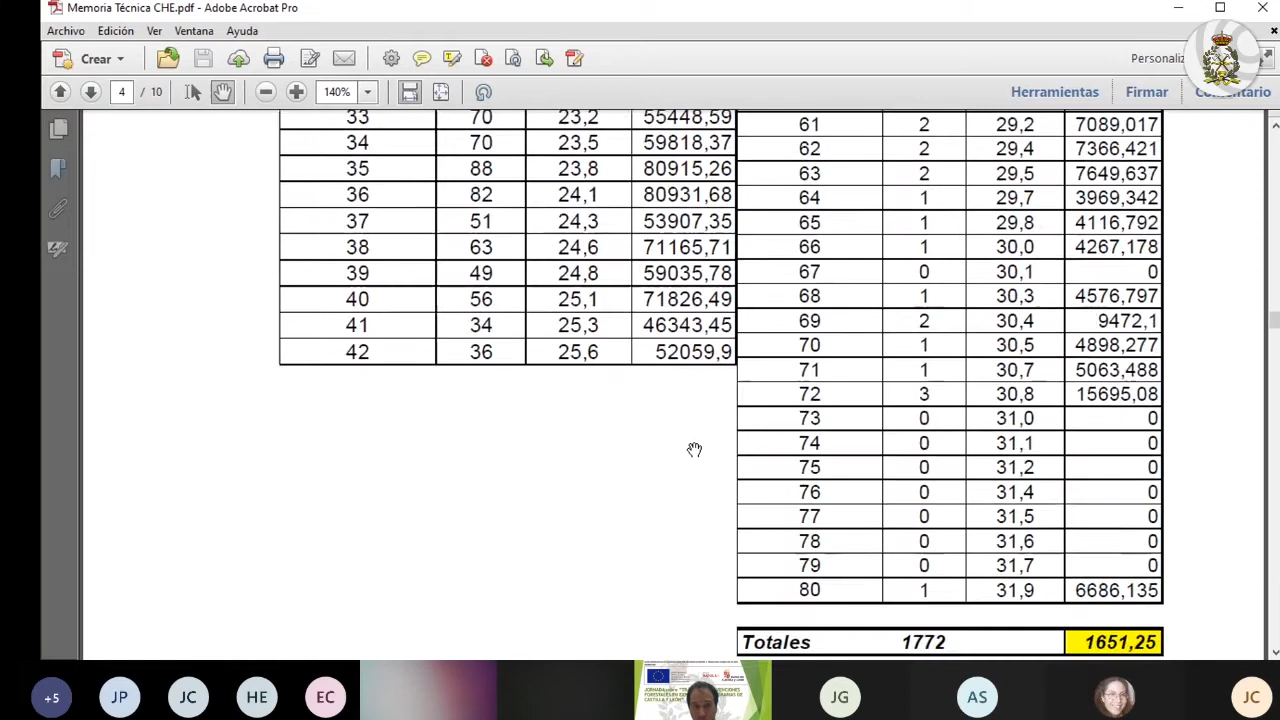 Memoria Técnica CHE.pdf - Adobe Acrobat Pro
Archivo Edición Ver Ventana Ayuda
Crear
4 / 10 140%
Herramientas Firmar Comentario
33 70 23,2 55448,59
34 70 23,5 59818,37
35 88 23,8 80915,26
36 82 24,1 80931,68
37 51 24,3 53907,35
38 63 24,6 71165,71
39 49 24,8 59035,78
40 56 25,1 71826,49
41 34 25,3 46343,45
42 36 25,6 52059,9
61 2 29,2 7089,017
62 2 29,4 7366,421
63 2 29,5 7649,637
64 1 29,7 3969,342
65 1 29,8 4116,792
66 1 30,0 4267,178
67 0 30,1 0
68 1 30,3 4576,797
69 2 30,4 9472,1
70 1 30,5 4898,277
71 1 30,7 5063,488
72 3 30,8 15695,08
73 0 31,0 0
74 0 31,1 0
75 0 31,2 0
76 0 31,4 0
77 0 31,5 0
78 0 31,6 0
79 0 31,7 0
80 1 31,9 6686,135
Totales 1772 1651,25
+5 JP JC HE EC JG AS JC